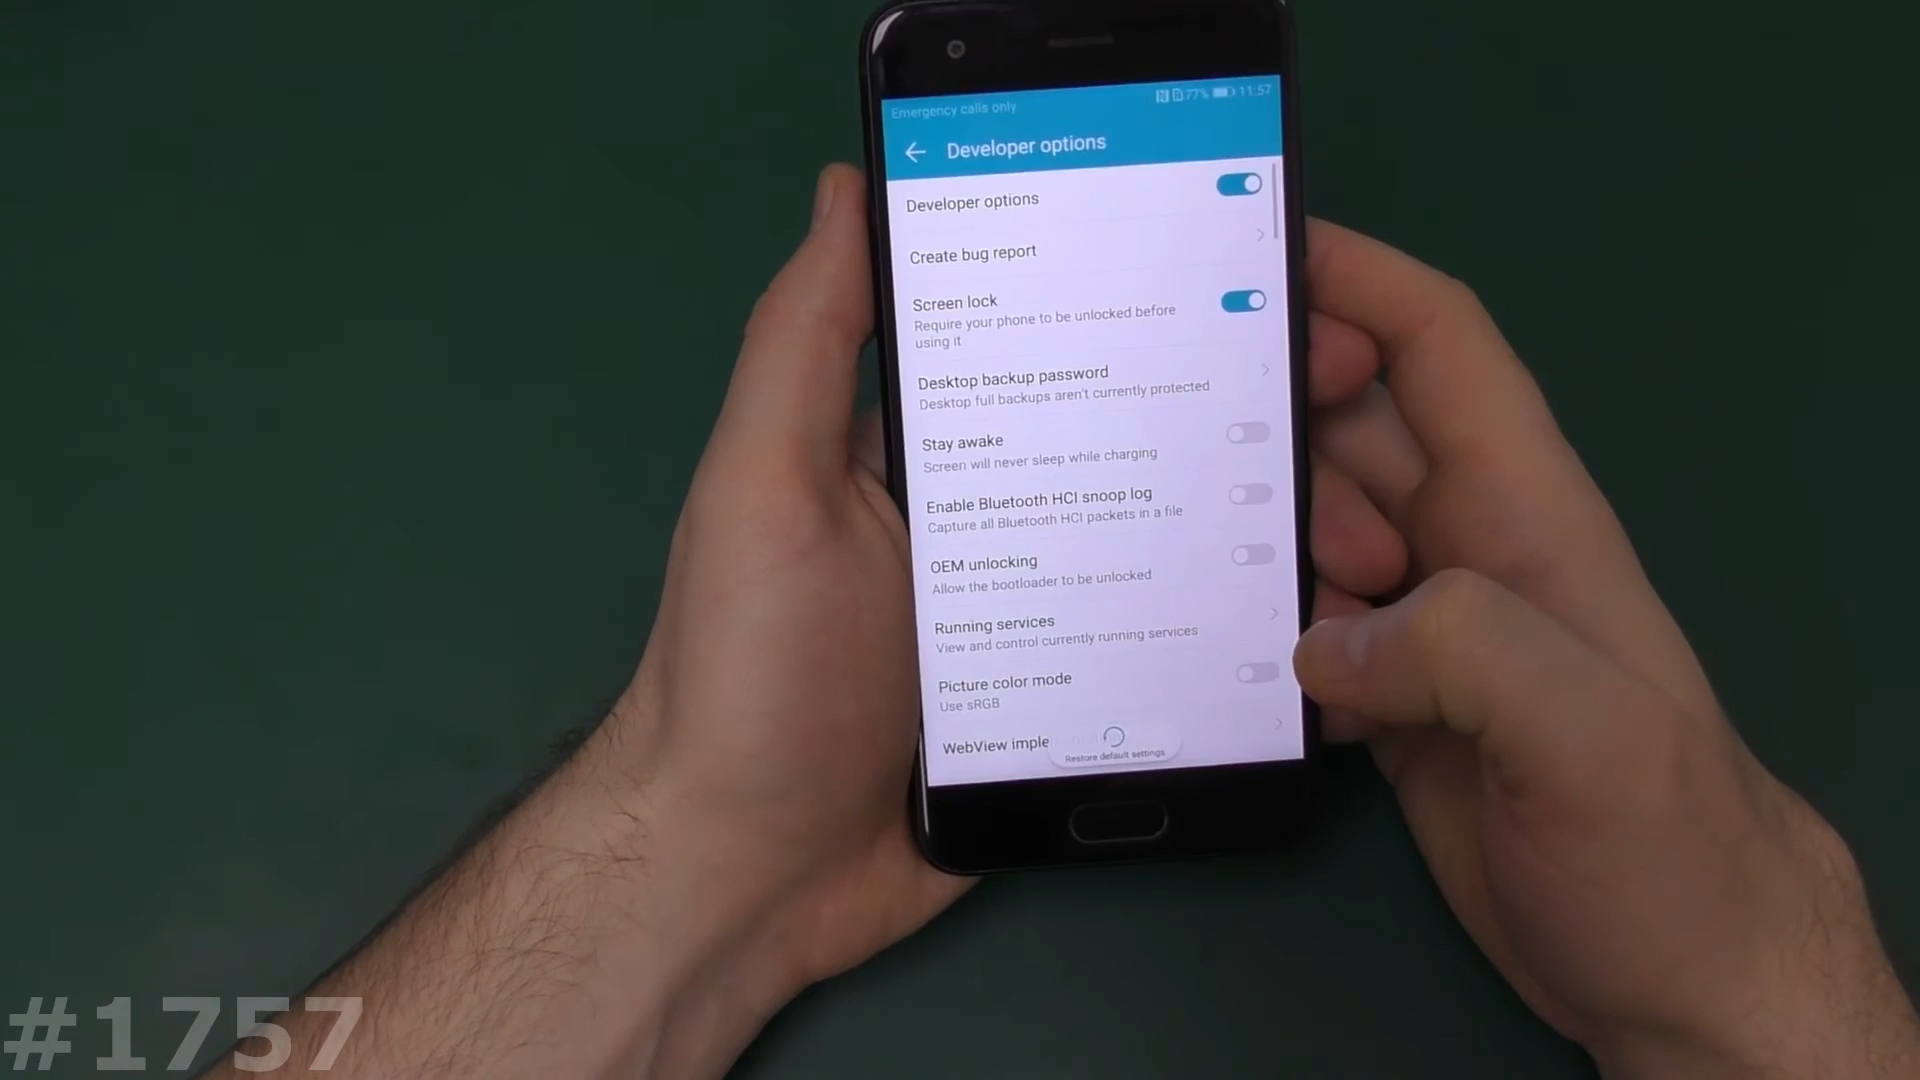 Emergency calls only
77% 11:57
Developer options
Developer options
Create bug report
Screen lock
Require your phone to be unlocked before
using it
Desktop backup password
Desktop full backups aren't currently protected
Stay awake
Screen will never sleep while charging
Enable Bluetooth HCI snoop log
Capture all Bluetooth HCI packets in a file
OEM unlocking
Allow the bootloader to be unlocked
Running services
View and control currently running services
Picture color mode
Use sRGB
WebView imple
Restore default settings
#1757